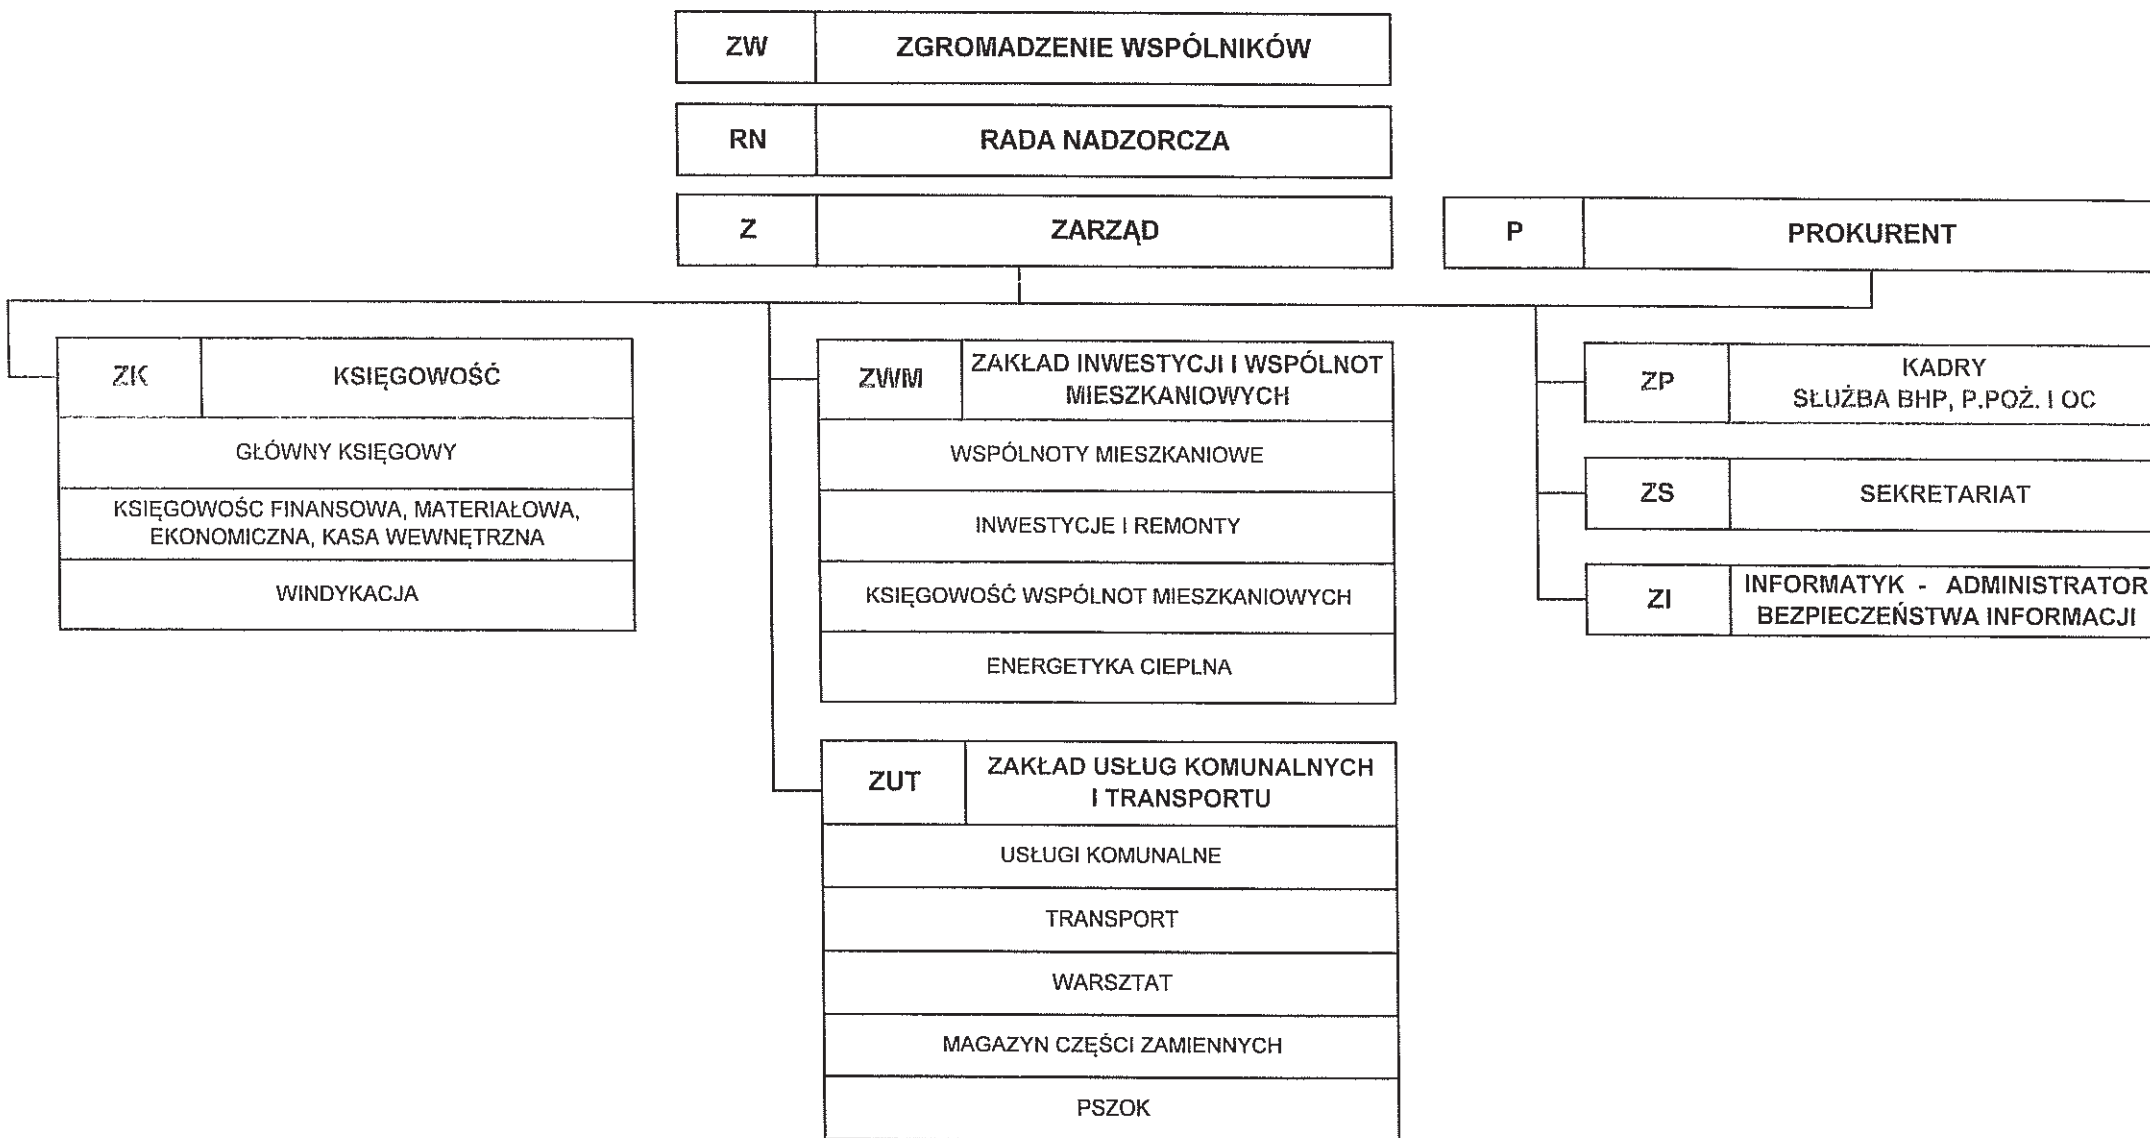 ZW ZGROMADZENIE WSPÓLNIKÓW
RN RADA NADZORCZA
Z ZARZĄD
P PROKURENT
ZK KSIĘGOWOŚĆ
GŁÓWNY KSIĘGOWY
KSIĘGOWOŚC FINANSOWA, MATERIAŁOWA,
EKONOMICZNA, KASA WEWNĘTRZNA
WINDYKACJA
ZWM ZAKŁAD INWESTYCJI I WSPÓLNOT
MIESZKANIOWYCH
WSPÓLNOTY MIESZKANIOWE
INWESTYCJE I REMONTY
KSIĘGOWOŚĆ WSPÓLNOT MIESZKANIOWYCH
ENERGETYKA CIEPLNA
ZUT ZAKŁAD USŁUG KOMUNALNYCH
I TRANSPORTU
USŁUGI KOMUNALNE
TRANSPORT
WARSZTAT
MAGAZYN CZĘŚCI ZAMIENNYCH
PSZOK
ZP KADRY
SŁUŻBA BHP, P.POŻ. I OC
ZS SEKRETARIAT
ZI INFORMATYK - ADMINISTRATOR
BEZPIECZEŃSTWA INFORMACJI